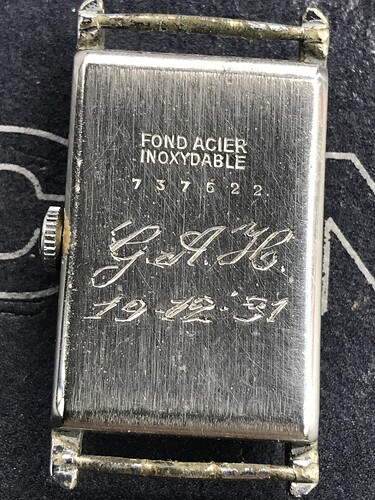 FOND ACIER
INOXYDABLE
737522
G.A.H.
19-12-31